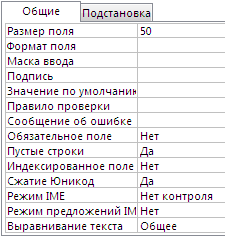 Общие Подстановка
Размер поля 50
Формат поля
Маска ввода
Подпись
Значение по умолчани
Правило проверки
Сообщение об ошибке
Обязательное поле Нет
Пустые строки Да
Индексированное поле Нет
Сжатие Юникод Да
Режим IME Нет контроля
Режим предложений IM Нет
Выравнивание текста Общее